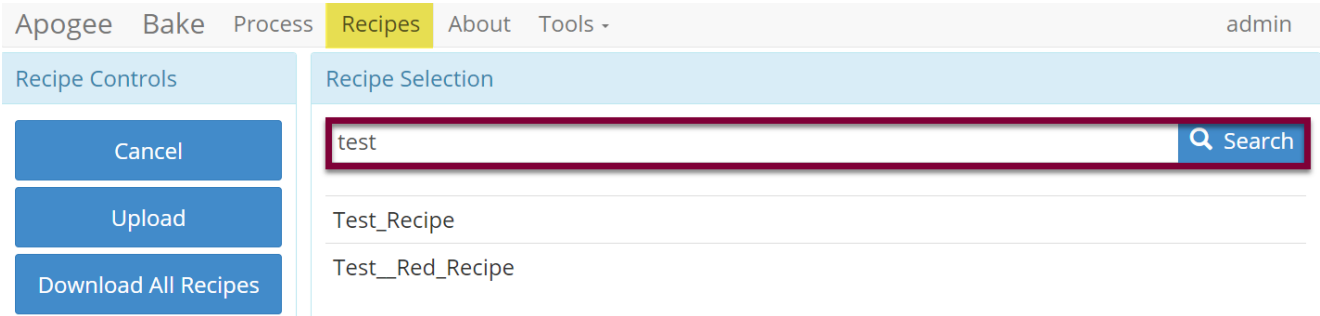 Apogee Bake Process Recipes About Tools admin
Recipe Controls
Cancel
Upload
Download All Recipes
Recipe Selection
test Search
Test_Recipe
Test__Red_Recipe